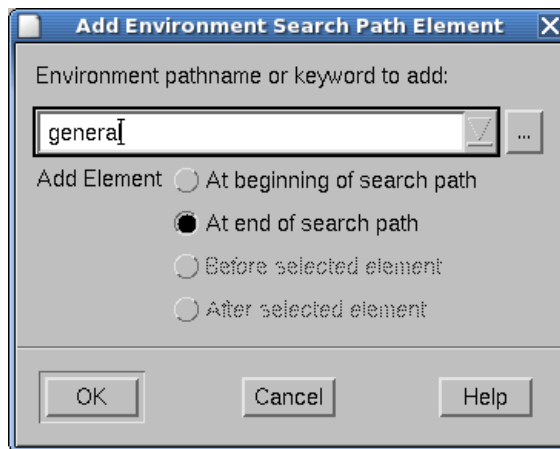 Add Environment Search Path Element
Environment pathname or keyword to add:
general
...
Add Element
At beginning of search path
At end of search path
Before selected element
After selected element
OK
Cancel
Help